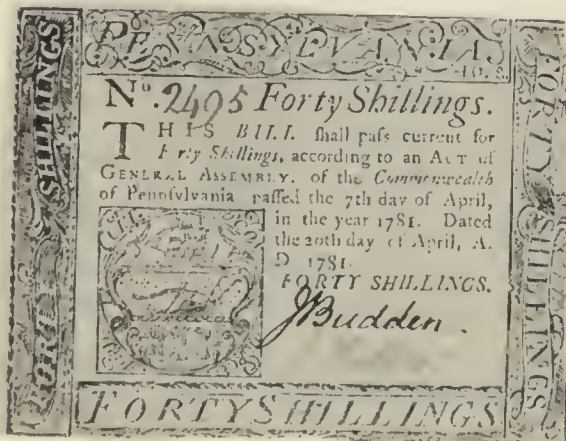 PENNSYLVANIA.
No. 2495 Forty Shillings.
THIS BILL shall paſs current for
Forty Shillings, according to an ACT of
GENERAL ASSEMBLY, of the Commonwealth
of Pennſylvania paſſed the 7th day of April,
in the year 1781. Dated
the 20th day of April, A.
D 1781.
FORTY SHILLINGS.
JBudden.
FORTY SHILLINGS
FORTY SHILLINGS
FORTY SHILLINGS